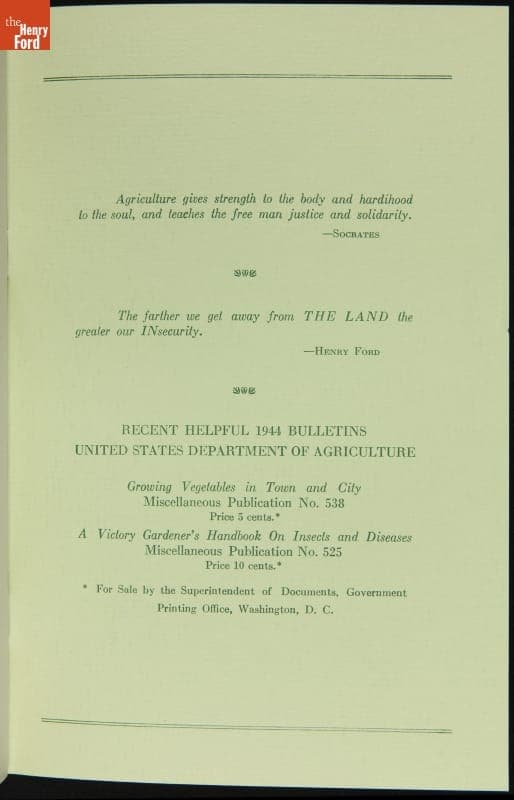 the
Henry
Ford
Agriculture gives strength to the body and hardihood
to the soul, and teaches the free man justice and solidarity.
—Socrates
The farther we get away from THE LAND the
greater our INsecurity.
—Henry Ford
RECENT HELPFUL 1944 BULLETINS
UNITED STATES DEPARTMENT OF AGRICULTURE
Growing Vegetables in Town and City
Miscellaneous Publication No. 538
Price 5 cents.*
A Victory Gardener's Handbook On Insects and Diseases
Miscellaneous Publication No. 525
Price 10 cents.*
* For Sale by the Superintendent of Documents, Government
Printing Office, Washington, D. C.